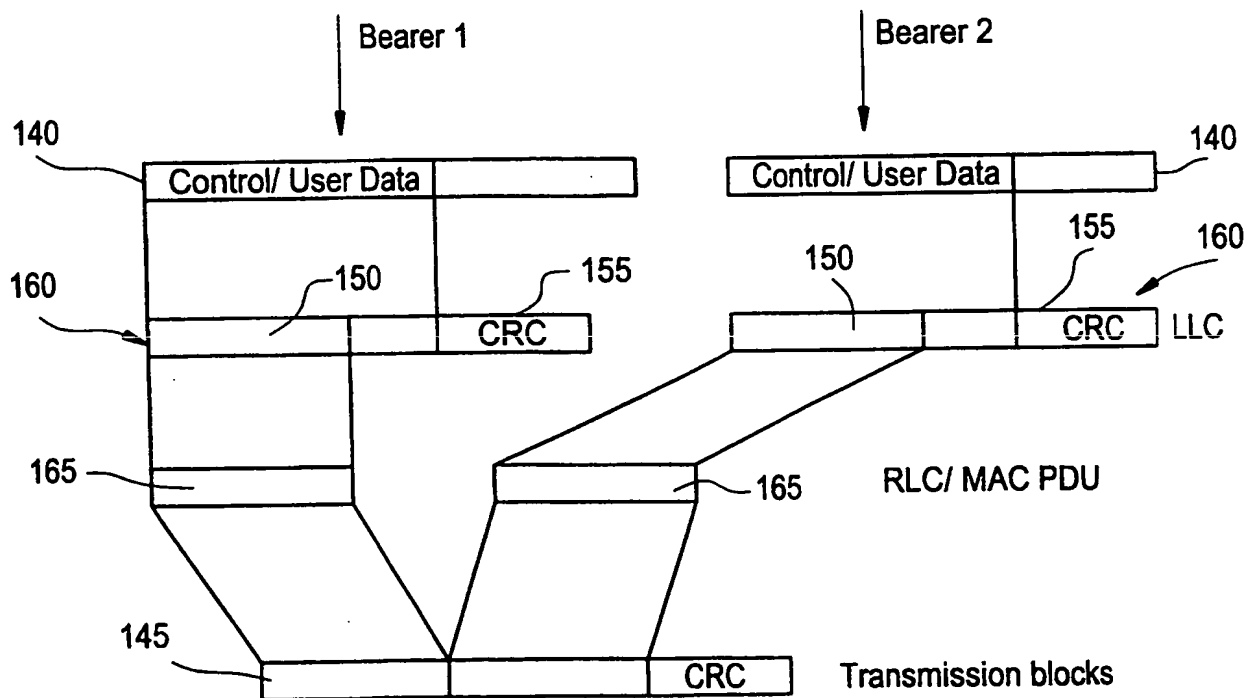 Bearer 1
Bearer 2
140
140
Control/ User Data
Control/ User Data
155
160
150
155
150
160
CRC
CRC
LLC
165
165
RLC/ MAC PDU
145
CRC
Transmission blocks